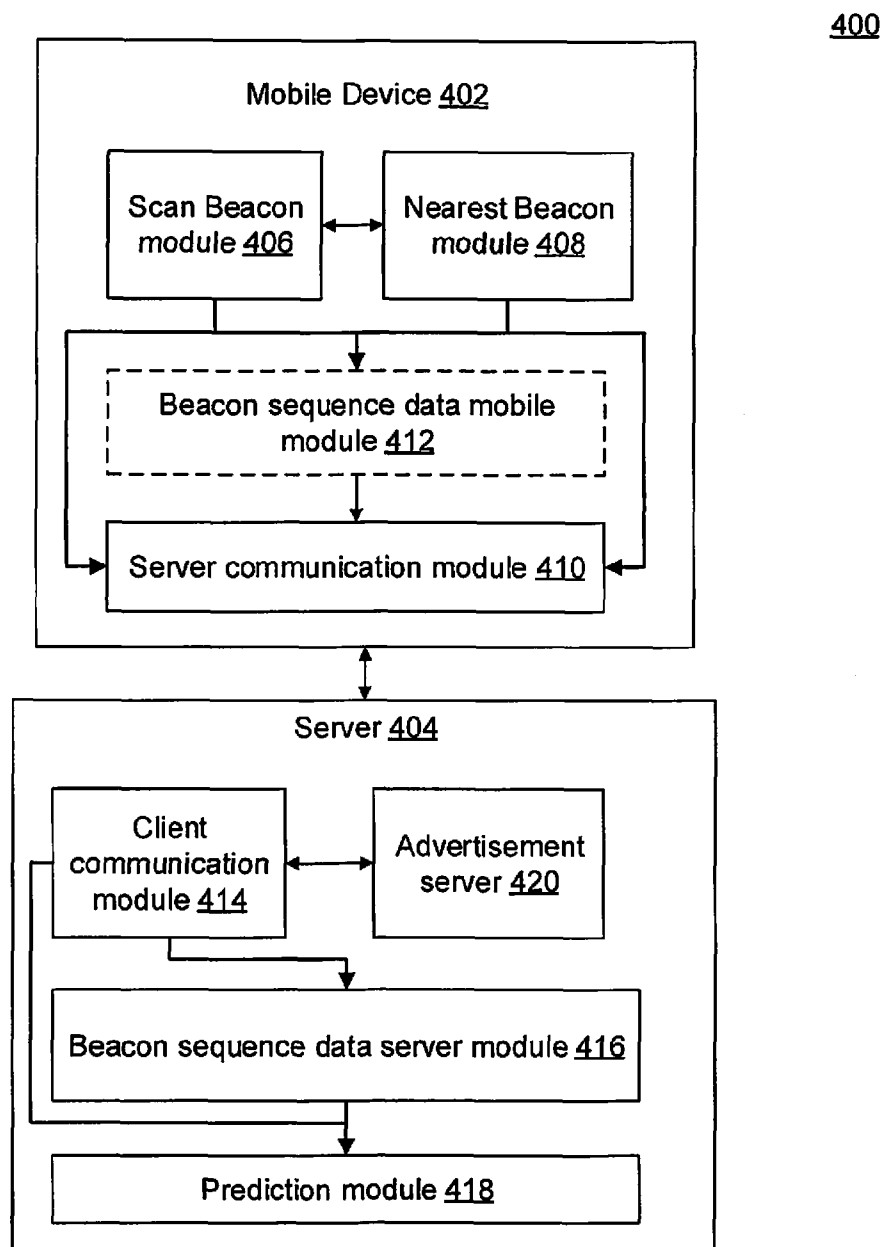 400
Mobile Device 402
Scan Beacon
module 406
Nearest Beacon
module 408
Beacon sequence data mobile
module 412
Server communication module 410
Server 404
Client
communication
module 414
Advertisement
server 420
Beacon sequence data server module 416
Prediction module 418